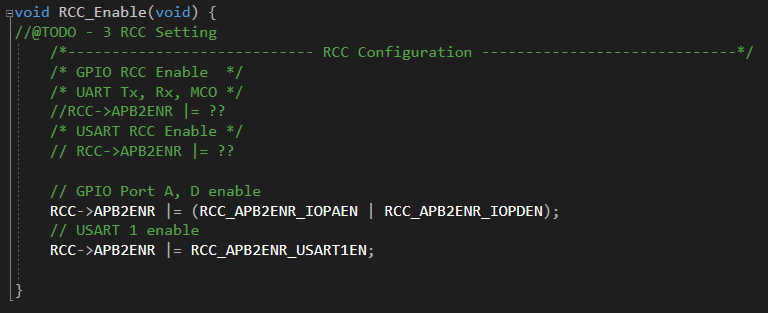 void RCC_Enable(void) {
//@TODO - 3 RCC Setting
/*---------------------------- RCC Configuration -----------------------------*/
/* GPIO RCC Enable  */
/* UART Tx, Rx, MCO */
//RCC->APB2ENR |= ??
/* USART RCC Enable */
// RCC->APB2ENR |= ??
// GPIO Port A, D enable
RCC->APB2ENR |= (RCC_APB2ENR_IOPAEN | RCC_APB2ENR_IOPDEN);
// USART 1 enable
RCC->APB2ENR |= RCC_APB2ENR_USART1EN;
}